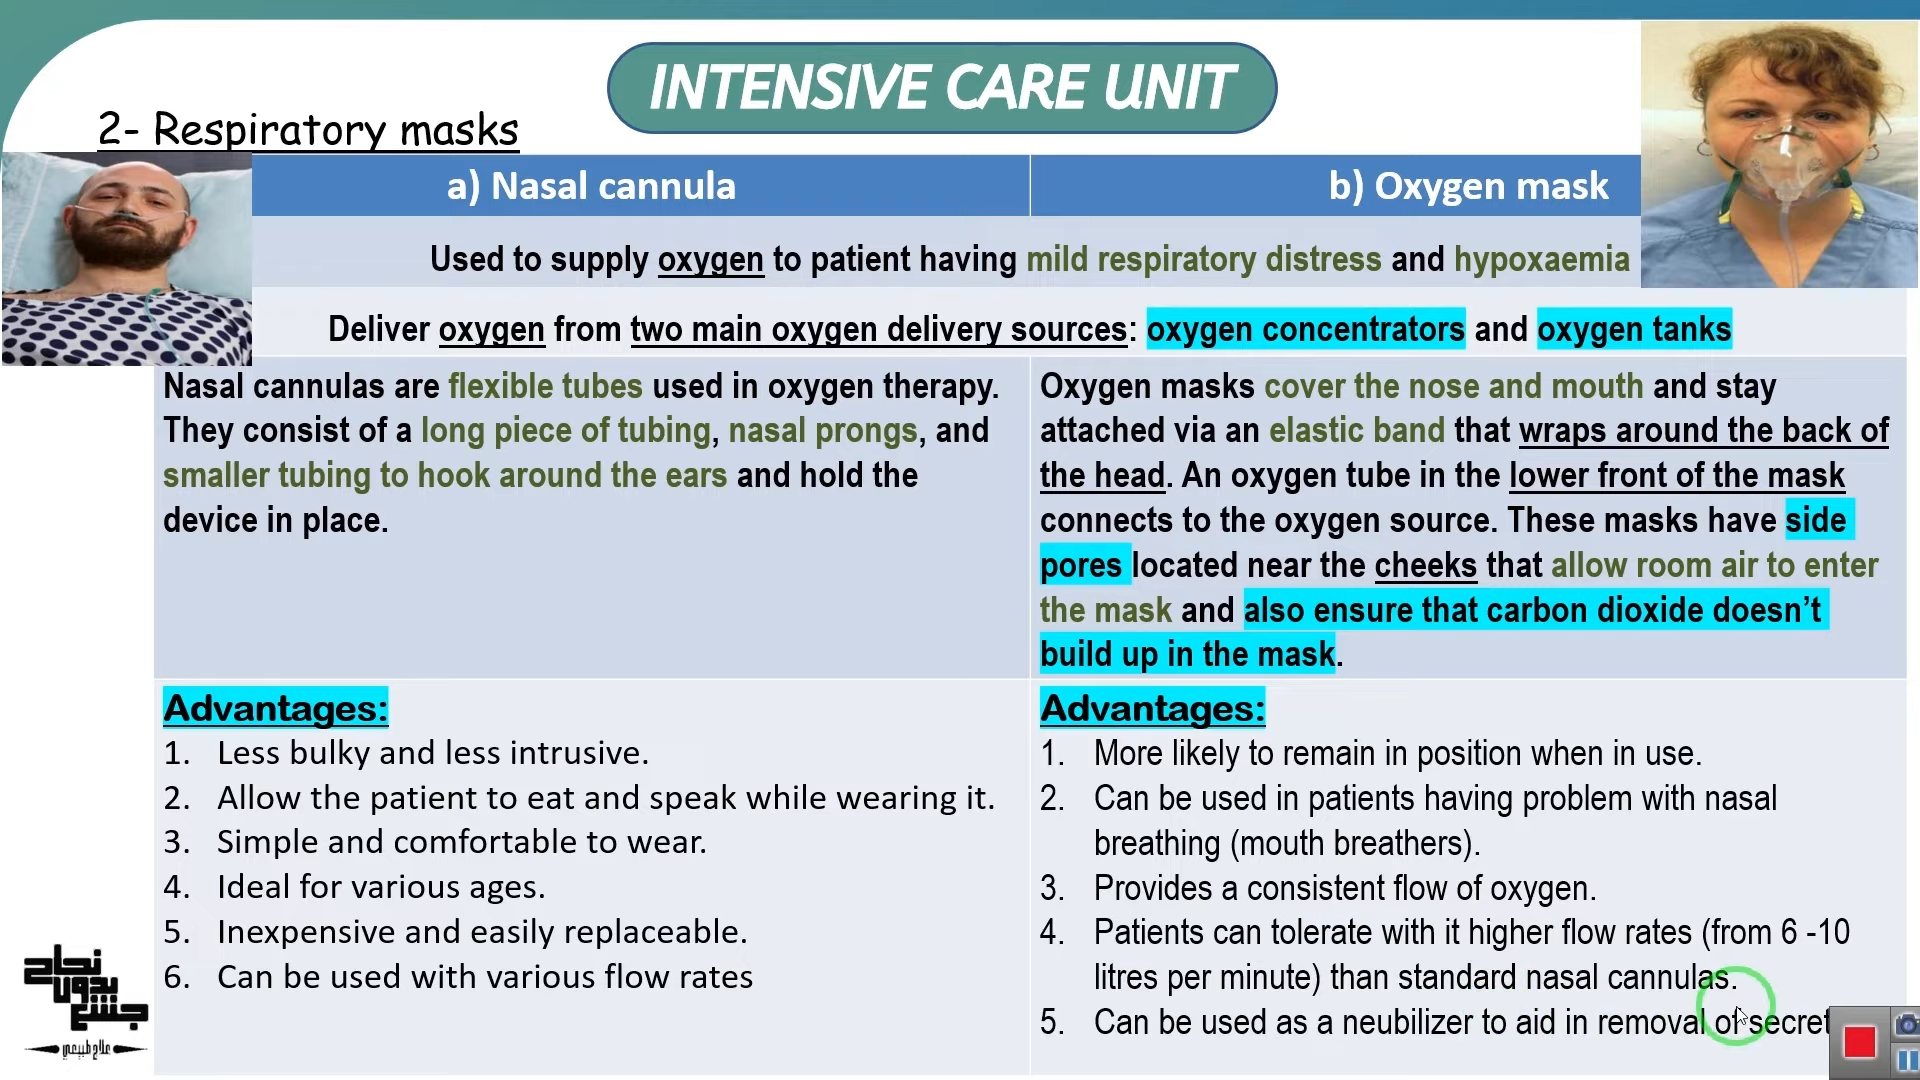 INTENSIVE CARE UNIT
2- Respiratory masks
a) Nasal cannula
b) Oxygen mask
Used to supply oxygen to patient having mild respiratory distress and hypoxaemia
Deliver oxygen from two main oxygen delivery sources: oxygen concentrators and oxygen tanks
Nasal cannulas are flexible tubes used in oxygen therapy.
They consist of a long piece of tubing, nasal prongs, and
smaller tubing to hook around the ears and hold the
device in place.
Oxygen masks cover the nose and mouth and stay
attached via an elastic band that wraps around the back of
the head. An oxygen tube in the lower front of the mask
connects to the oxygen source. These masks have side
pores located near the cheeks that allow room air to enter
the mask and also ensure that carbon dioxide doesn’t
build up in the mask.
Advantages:
1. Less bulky and less intrusive.
2. Allow the patient to eat and speak while wearing it.
3. Simple and comfortable to wear.
4. Ideal for various ages.
5. Inexpensive and easily replaceable.
6. Can be used with various flow rates
Advantages:
1. More likely to remain in position when in use.
2. Can be used in patients having problem with nasal
breathing (mouth breathers).
3. Provides a consistent flow of oxygen.
4. Patients can tolerate with it higher flow rates (from 6 -10
litres per minute) than standard nasal cannulas.
5. Can be used as a neubilizer to aid in removal of secret
نجاح
بدون
جشع
علاج طبيعي